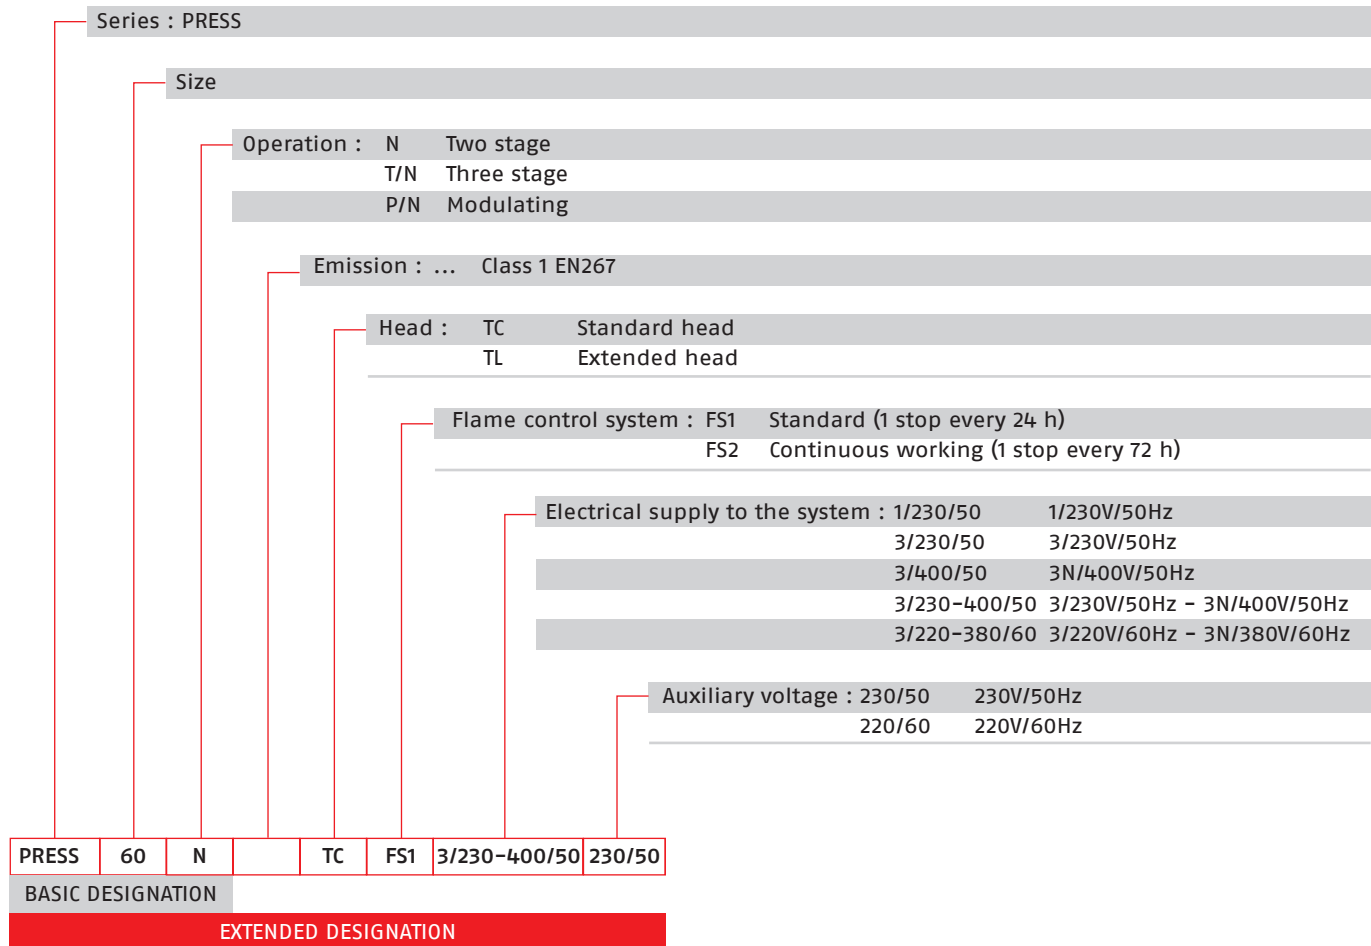 Series : PRESS
Size
Operation : N Two stage
T/N Three stage
P/N Modulating
Emission : ... Class 1 EN267
Head : TC Standard head
TL Extended head
Flame control system : FS1 Standard (1 stop every 24 h)
FS2 Continuous working (1 stop every 72 h)
Electrical supply to the system : 1/230/50 1/230V/50Hz
3/230/50 3/230V/50Hz
3/400/50 3N/400V/50Hz
3/230-400/50 3/230V/50Hz - 3N/400V/50Hz
3/220-380/60 3/220V/60Hz - 3N/380V/60Hz
Auxiliary voltage : 230/50 230V/50Hz
220/60 220V/60Hz
PRESS 60 N TC FS1 3/230-400/50 230/50
BASIC DESIGNATION
EXTENDED DESIGNATION